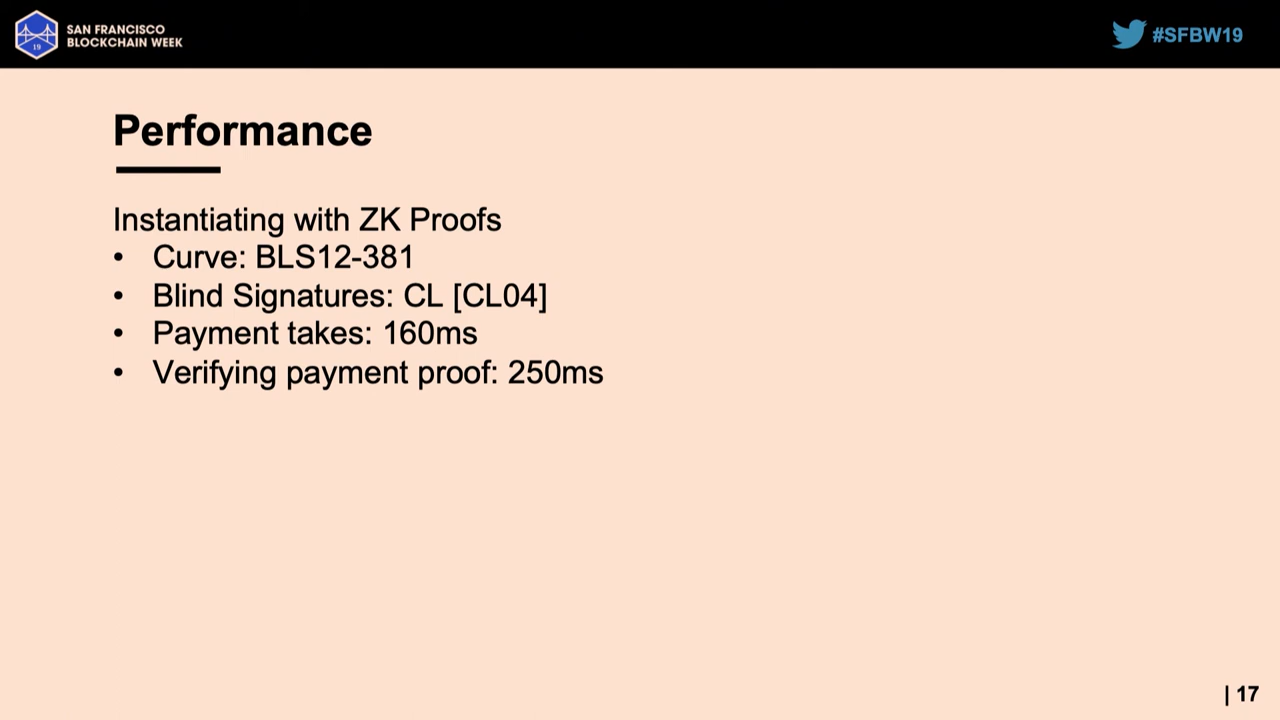 SAN FRANCISCO
BLOCKCHAIN WEEK
19
#SFBW19
Performance
Instantiating with ZK Proofs
• Curve: BLS12-381
• Blind Signatures: CL [CL04]
• Payment takes: 160ms
• Verifying payment proof: 250ms
| 17